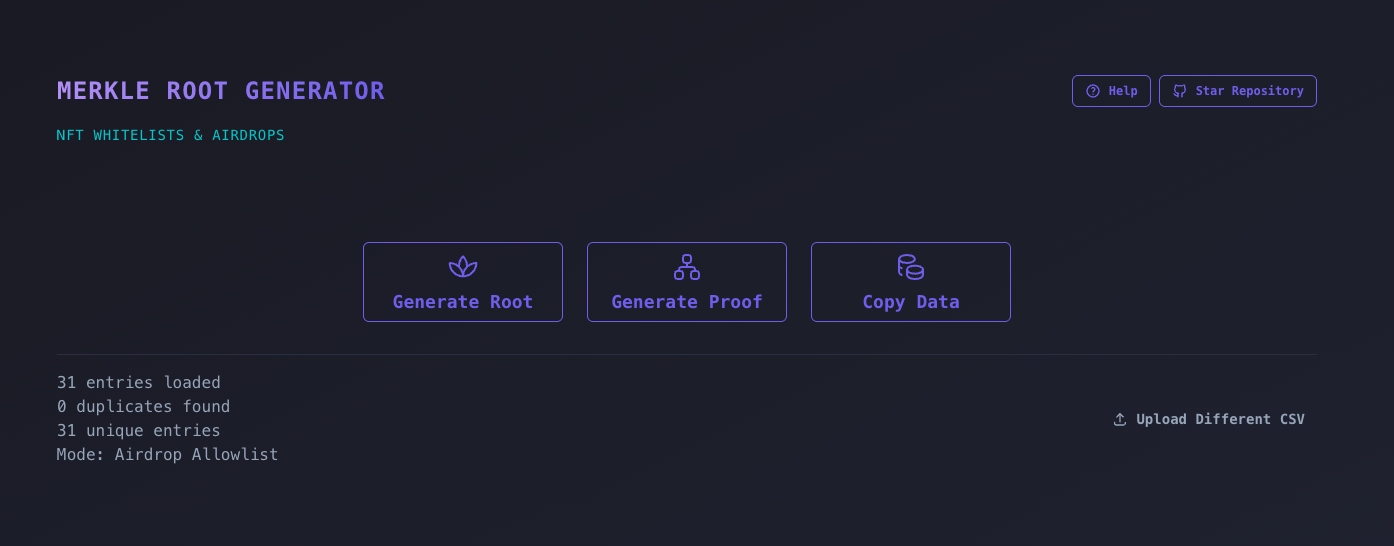 MERKLE ROOT GENERATOR
Help
Star Repository
NFT WHITELISTS & AIRDROPS
Generate Root
Generate Proof
Copy Data
31 entries loaded
0 duplicates found
31 unique entries
Mode: Airdrop Allowlist
Upload Different CSV